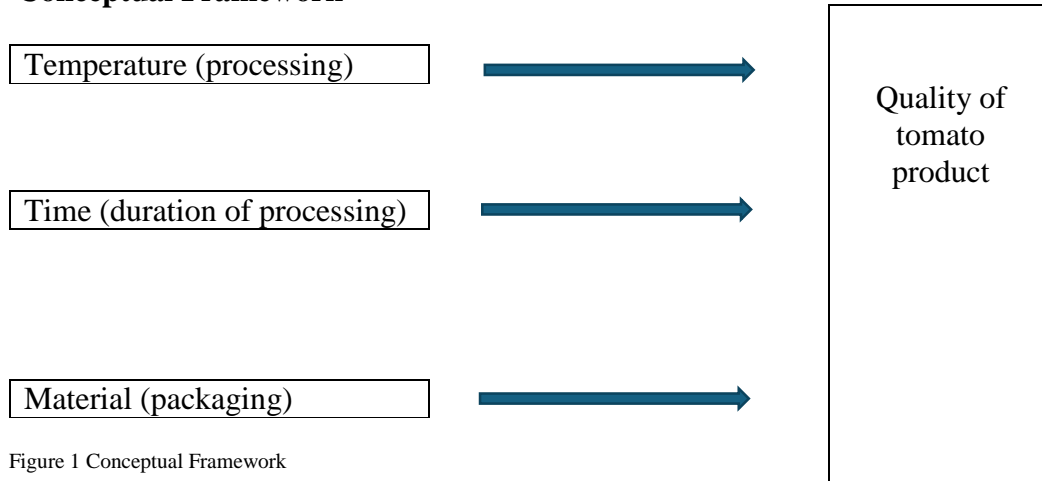 Conceptual Framework
Temperature (processing)
Quality of
tomato
product
Time (duration of processing)
Material (packaging)
Figure 1 Conceptual Framework